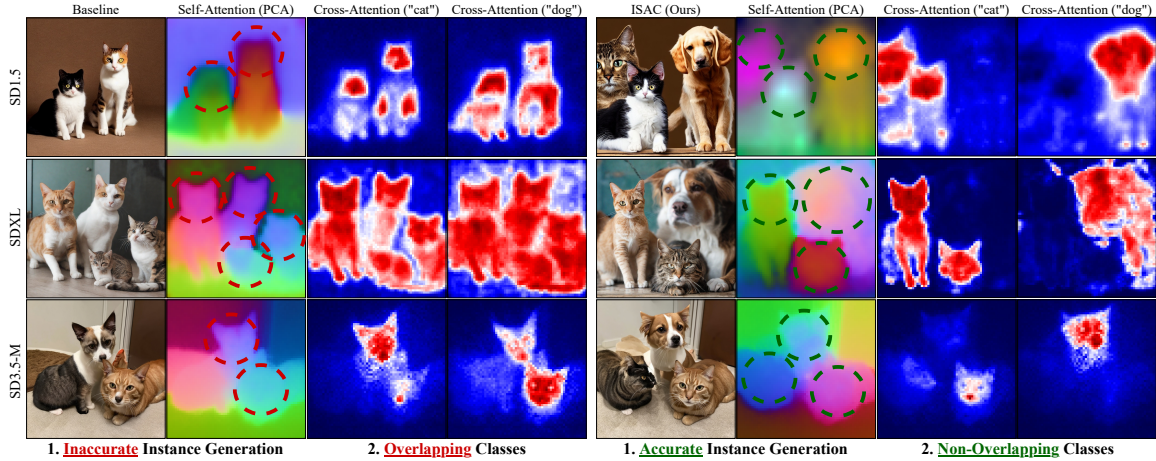 Baseline Self-Attention (PCA) Cross-Attention ("cat") Cross-Attention ("dog") ISAC (Ours) Self-Attention (PCA) Cross-Attention ("cat") Cross-Attention ("dog")
SD1.5
SDXL
SD3.5-M
1. Inaccurate Instance Generation 2. Overlapping Classes 1. Accurate Instance Generation 2. Non-Overlapping Classes